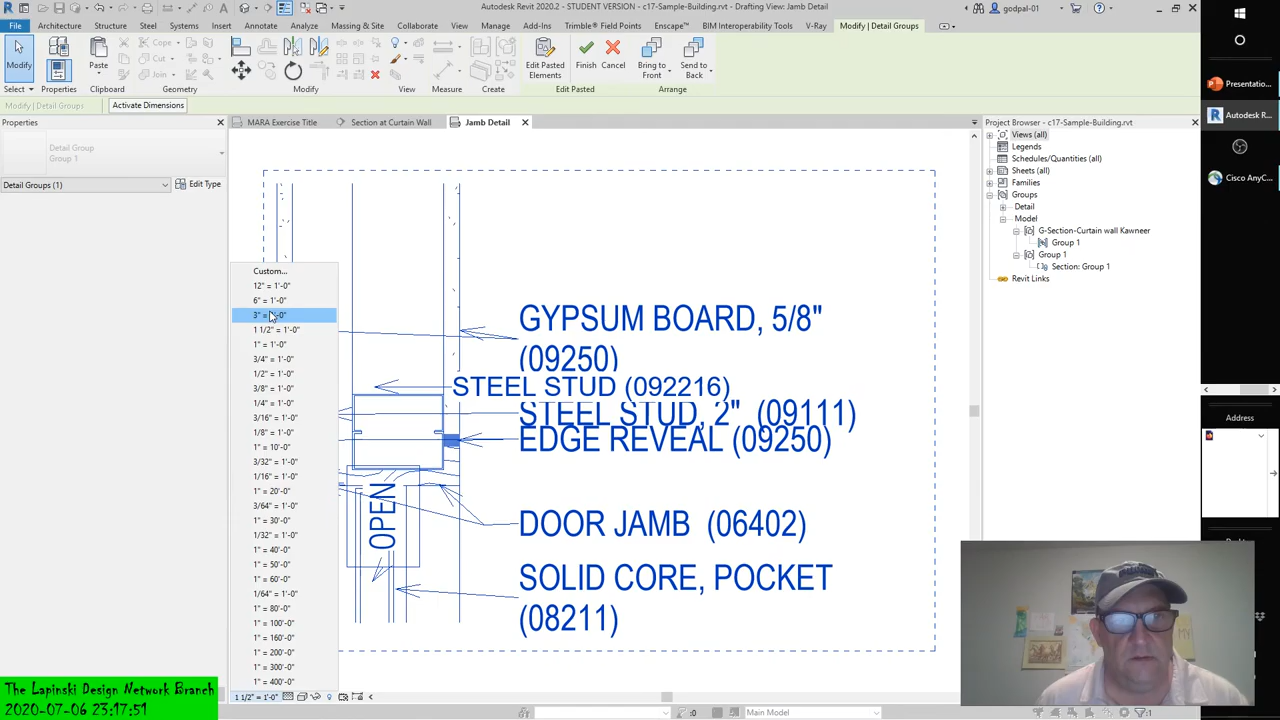 Autodesk Revit 2020.2 - STUDENT VERSION - c17-Sample-Building.rvt - Drafting View: Jamb Detail
godpal-01
File Architecture Structure Steel Systems Insert Annotate Analyze Massing & Site Collaborate View Manage Add-Ins Trimble® Field Points Enscape™ BIM Interoperability Tools V-Ray Modify | Detail Groups
Modify
Paste
Cope
Cut
Join
Edit Pasted Elements
Finish
Cancel
Bring to Front
Send to Back
Select Properties Clipboard Geometry Modify View Measure Create Edit Pasted Arrange
Modify | Detail Groups Activate Dimensions
Properties
Detail Group
Group 1
Detail Groups (1)
Edit Type
MARA Exercise Title
Section at Curtain Wall
Jamb Detail
Custom...
12" = 1'-0"
6" = 1'-0"
3" = 1'-0"
1 1/2" = 1'-0"
1" = 1'-0"
3/4" = 1'-0"
1/2" = 1'-0"
3/8" = 1'-0"
1/4" = 1'-0"
3/16" = 1'-0"
1/8" = 1'-0"
1" = 10'-0"
3/32" = 1'-0"
1/16" = 1'-0"
1" = 20'-0"
3/64" = 1'-0"
1" = 30'-0"
1/32" = 1'-0"
1" = 40'-0"
1" = 50'-0"
1" = 60'-0"
1/64" = 1'-0"
1" = 80'-0"
1" = 100'-0"
1" = 160'-0"
1" = 200'-0"
1" = 300'-0"
1" = 400'-0"
1 1/2" = 1'-0"
GYPSUM BOARD, 5/8"
(09250)
STEEL STUD (092216)
STEEL STUD, 2" (09111)
EDGE REVEAL (09250)
OPEN
DOOR JAMB (06402)
SOLID CORE, POCKET
(08211)
Project Browser - c17-Sample-Building.rvt
Views (all)
Legends
Schedules/Quantities (all)
Sheets (all)
Families
Groups
Detail
Model
G-Section-Curtain wall Kawneer
Group 1
Group 1
Section: Group 1
Revit Links
Presentatio...
Autodesk R...
Cisco AnyC...
Address
:0
Main Model
:1
The Lapinski Design Network Branch
2020-07-06 23:17:51